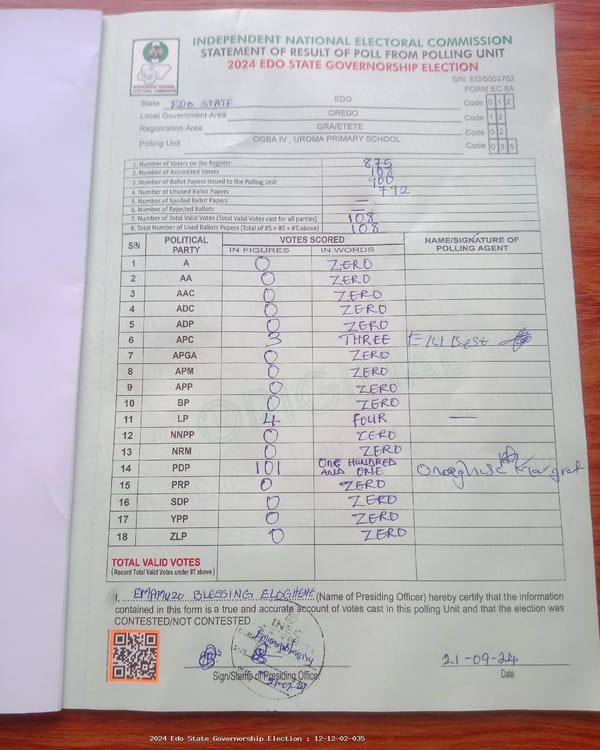 INDEPENDENT NATIONAL ELECTORAL COMMISSION
STATEMENT OF RESULT OF POLL FROM POLLING UNIT
2024 EDO STATE GOVERNORSHIP ELECTION
INEC
INDEPENDENT NATIONAL ELECTORAL COMMISSION
S/N: EG/0002762
FORM EC 8A
State EDO STATE EDO Code 0 1 2
Local Government Area OREDO Code 1 2
Registration Area GRA/ETETE Code 0 2
Polling Unit OGBA IV, UROMA PRIMARY SCHOOL Code 0 3 5
1. Number of Voters on the Register 875
2. Number of Accredited Voters 108
3. Number of Ballot Papers Issued to the Polling Unit 900
4. Number of Unused Ballot Papers 792
5. Number of Spoiled Ballot Papers —
6. Number of Rejected Ballots —
7. Number of Total Valid Votes (Total Valid Votes cast for all parties) 108
8. Total Number of Used Ballots Papers (Total of #5 + #6 + #7 above) 108
S/N POLITICAL PARTY VOTES SCORED NAME/SIGNATURE OF POLLING AGENT
IN FIGURES IN WORDS
1 A 0 ZERO
2 AA 0 ZERO
3 AAC 0 ZERO
4 ADC 0 ZERO
5 ADP 0 ZERO
6 APC 3 THREE
7 APGA 0 ZERO
8 APM 0 ZERO
9 APP 0 ZERO
10 BP 0 ZERO
11 LP 4 FOUR —
12 NNPP 0 ZERO
13 NRM 0 ZERO
14 PDP 101 ONE HUNDRED AND ONE
15 PRP 0 ZERO
16 SDP 0 ZERO
17 YPP 0 ZERO
18 ZLP 0 ZERO
ORIGINAL
TOTAL VALID VOTES
(Record Total Valid Votes under #7 above)
I, EMAMUZO BLESSING ELOGHENE (Name of Presiding Officer) hereby certify that the information
contained in this form is a true and accurate account of votes cast in this polling Unit and that the election was
CONTESTED/NOT CONTESTED
INEC
21-09-24
Sign/Stamp of Presiding Officer
Date
2024 Edo State Governorship Election : 12-12-02-035